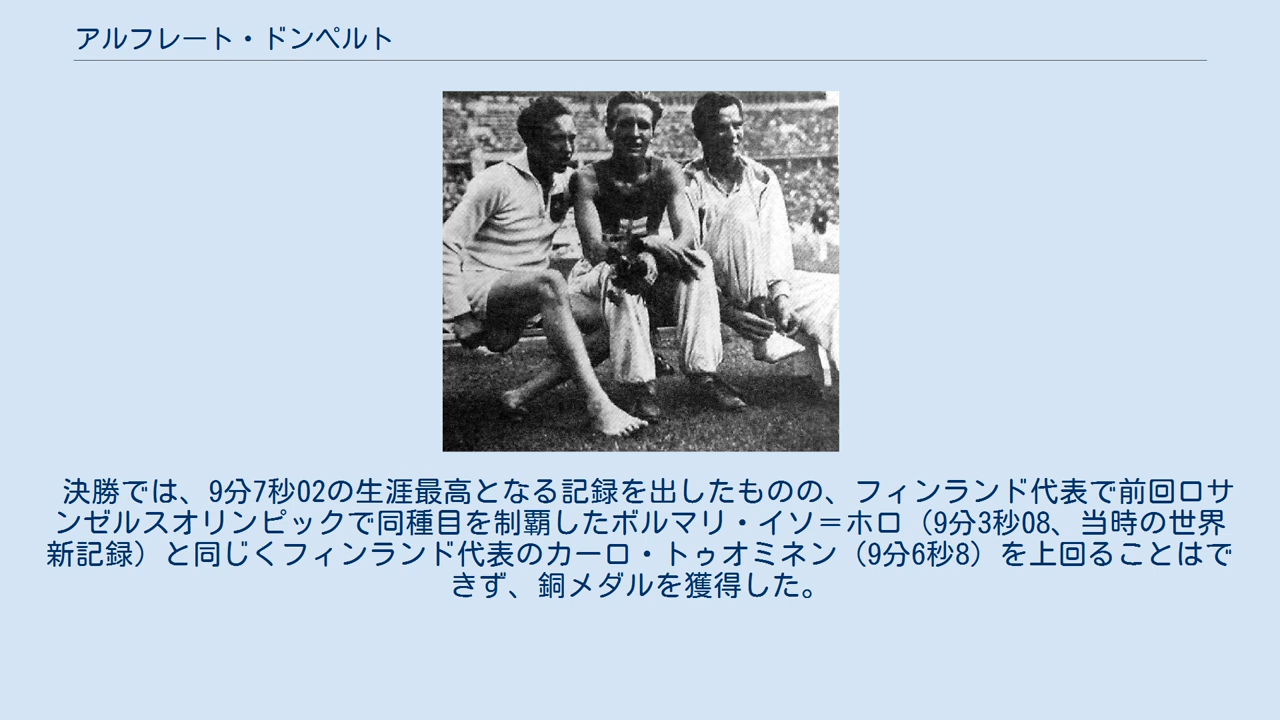 アルフレート・ドンペルト
決勝では、9分7秒02の生涯最高となる記録を出したものの、フィンランド代表で前回ロサ
ンゼルスオリンピックで同種目を制覇したボルマリ・イソ＝ホロ（9分3秒08、当時の世界
新記録）と同じくフィンランド代表のカーロ・トゥオミネン（9分6秒8）を上回ることはで
きず、銅メダルを獲得した。